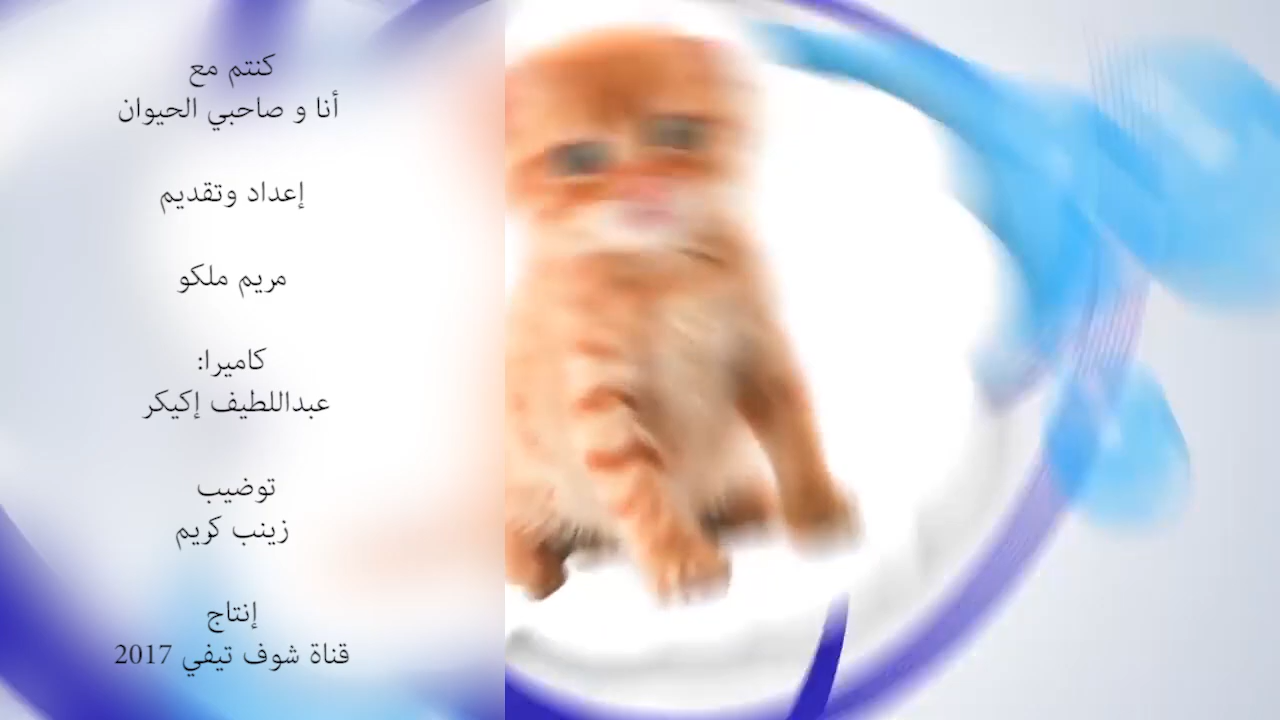 كنتم مع
أنا و صاحبي الحيوان
إعداد وتقديم
مريم ملكو
كاميرا:
عبداللطيف إكيكر
توضيب
زينب كريم
إنتاج
قناة شوف تيفي 2017